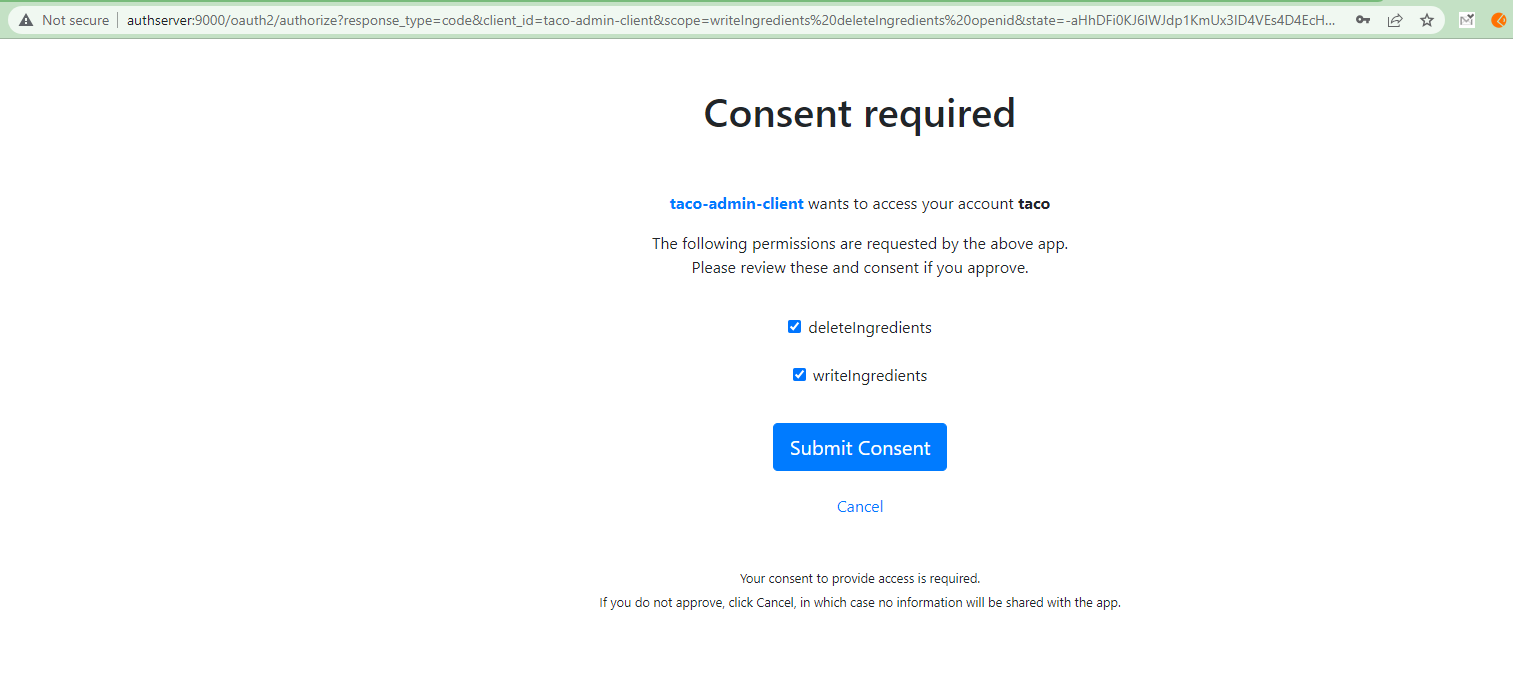 Not secure | authserver:9000/oauth2/authorize?response_type=code&client_id=taco-admin-client&scope=writeIngredients%20deleteIngredients%20openid&state=-aHhDFi0KJ6lWJdp1KmUx3ID4VEs4D4EcH...
Consent required
taco-admin-client wants to access your account taco
The following permissions are requested by the above app.
Please review these and consent if you approve.
deleteIngredients
writeIngredients
Submit Consent
Cancel
Your consent to provide access is required.
If you do not approve, click Cancel, in which case no information will be shared with the app.